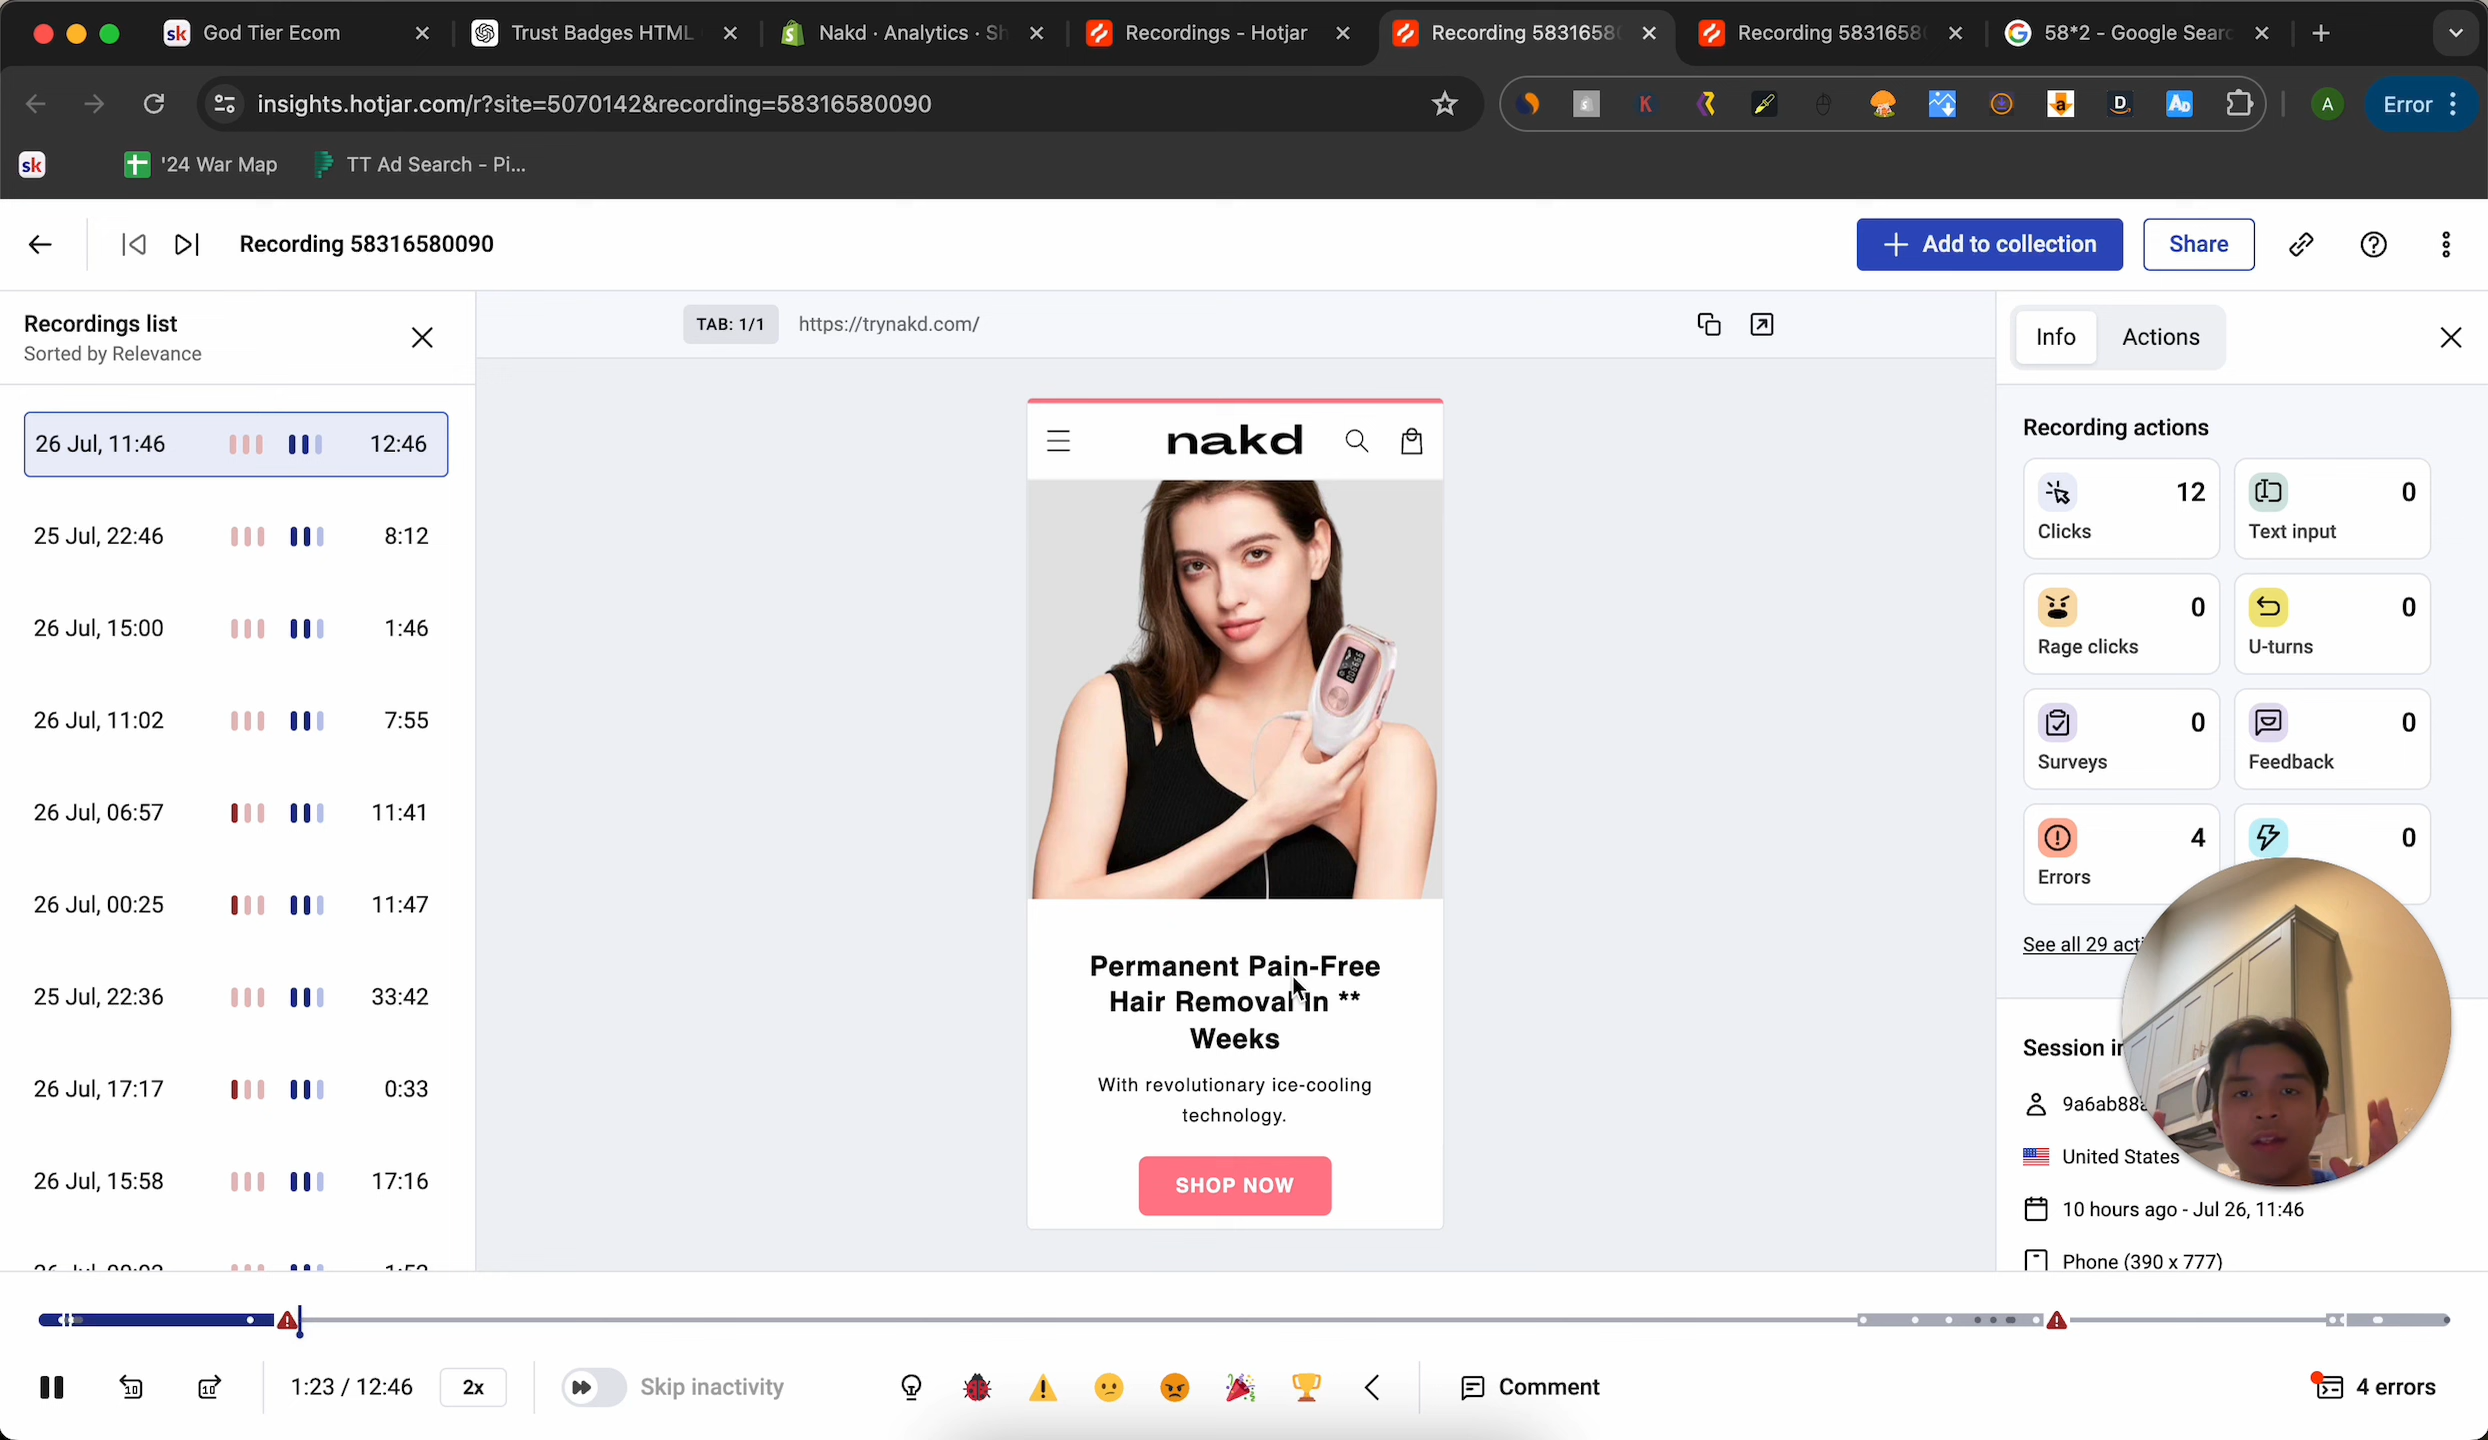 sk God Tier Ecom
Trust Badges HTML
Nakd · Analytics · Sh
Recordings - Hotjar
Recording 5831658
Recording 5831658
58*2 - Google Sear
insights.hotjar.com/r?site=5070142&recording=58316580090
A
Error
sk
'24 War Map
TT Ad Search - Pi...
Recording 58316580090
Add to collection
Share
Recordings list
Sorted by Relevance
TAB: 1/1
https://trynakd.com/
Info
Actions
26 Jul, 11:46 12:46
25 Jul, 22:46 8:12
26 Jul, 15:00 1:46
26 Jul, 11:02 7:55
26 Jul, 06:57 11:41
26 Jul, 00:25 11:47
25 Jul, 22:36 33:42
26 Jul, 17:17 0:33
26 Jul, 15:58 17:16
nakd
Permanent Pain-Free
Hair Removal in **
Weeks
With revolutionary ice-cooling
technology.
SHOP NOW
Recording actions
12
Clicks
0
Text input
0
Rage clicks
0
U-turns
0
Surveys
0
Feedback
4
Errors
0
See all 29 acti
Session in
9a6ab88a
United States
10 hours ago - Jul 26, 11:46
Phone (390 x 777)
10
10
1:23 / 12:46
2x
Skip inactivity
Comment
4 errors